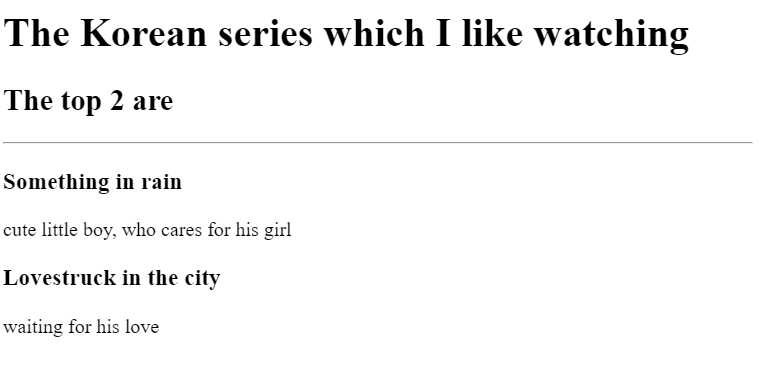 The Korean series which I like watching
The top 2 are
Something in rain
cute little boy, who cares for his girl
Lovestruck in the city
waiting for his love